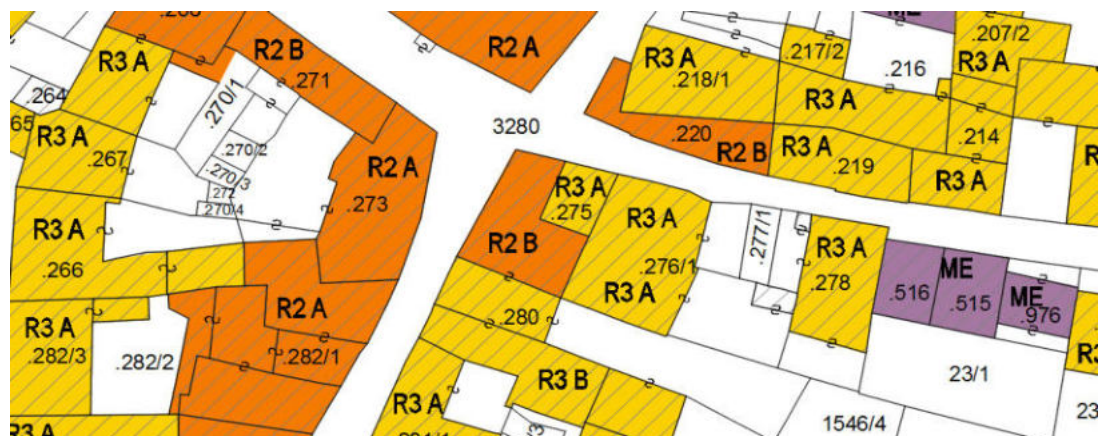 ME
.207/2
R2 B
R2 A
R3 A
.217/2
R3 A
R3 A
.271
.218/1
.216
R3 A
.264
.270/1
R3 A
3280
.220
.214
R3 A
.270/2
R2 B
R3 A
.219
.267
R2 A
.270/3
R3 A
R3 A
.272
.273
.275
.270/4
R3 A
R3 A
.277/1
R2 B
R3 A
.266
.276/1
.278
ME
.516
.515
ME
.976
R3 A
R2 A
.280
R3 A
.282/3
.282/2
.282/1
R3 B
23/1
R3 A
1546/4
23
R3 A